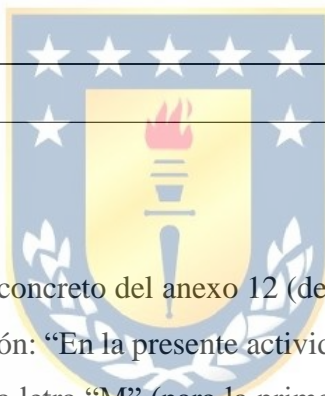 concreto del anexo 12 (de
ón: “En la presente activid
letra “M” (para la prime